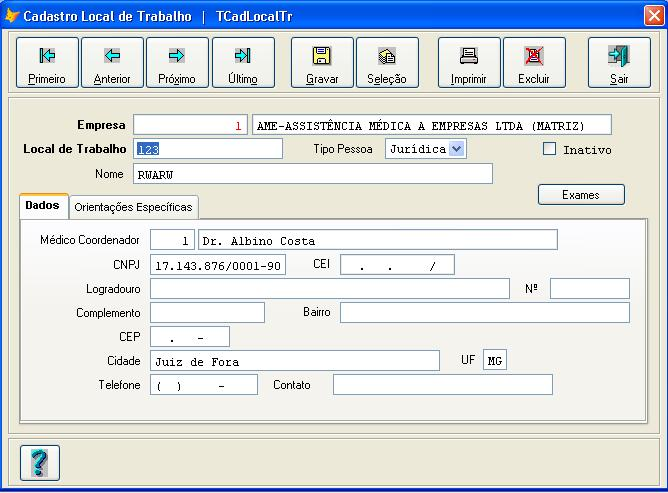 Cadastro Local de Trabalho | TCadLocalTr
Primeiro Anterior Próximo Último Gravar Seleção Imprimir Excluir Sair
Empresa 1 AME-ASSISTÊNCIA MÉDICA A EMPRESAS LTDA (MATRIZ)
Local de Trabalho 123 Tipo Pessoa Jurídica Inativo
Nome RWARW
Exames
Dados Orientações Específicas
Médico Coordenador 1 Dr. Albino Costa
CNPJ 17.143.876/0001-90 CEI . . /
Logradouro Nº
Complemento Bairro
CEP . -
Cidade Juiz de Fora UF MG
Telefone ( ) - Contato
?